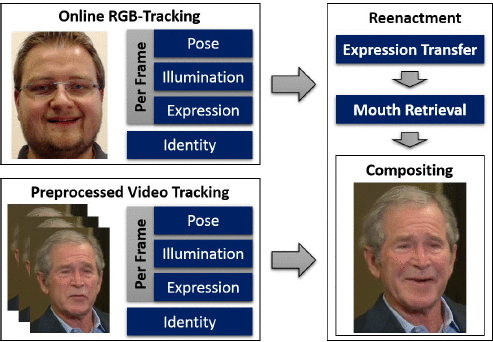 Online RGB-Tracking
Per Frame
Pose
Illumination
Expression
Identity
Preprocessed Video Tracking
Per Frame
Pose
Illumination
Expression
Identity
Reenactment
Expression Transfer
Mouth Retrieval
Compositing